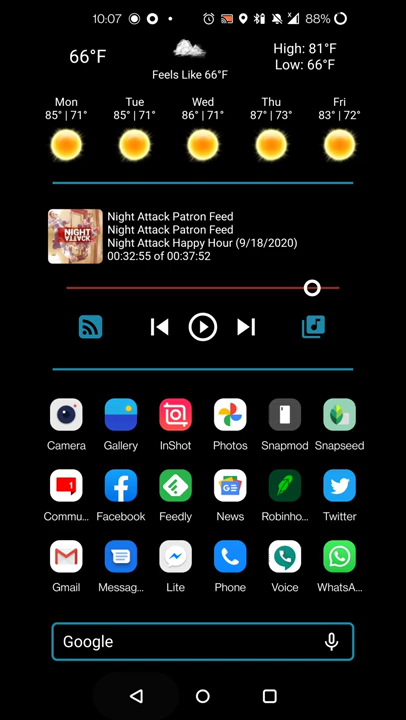 10:07
88%
66°F
Feels Like 66°F
High: 81°F
Low: 66°F
Mon Tue Wed Thu Fri
85° | 71° 85° | 71° 86° | 71° 87° | 73° 83° | 72°
NIGHT ATTACK
Night Attack Patron Feed
Night Attack Patron Feed
Night Attack Happy Hour (9/18/2020)
00:32:55 of 00:37:52
Camera Gallery InShot Photos Snapmod Snapseed
1
Commu... Facebook Feedly News Robinho... Twitter
Gmail Messag... Lite Phone Voice WhatsA...
Google